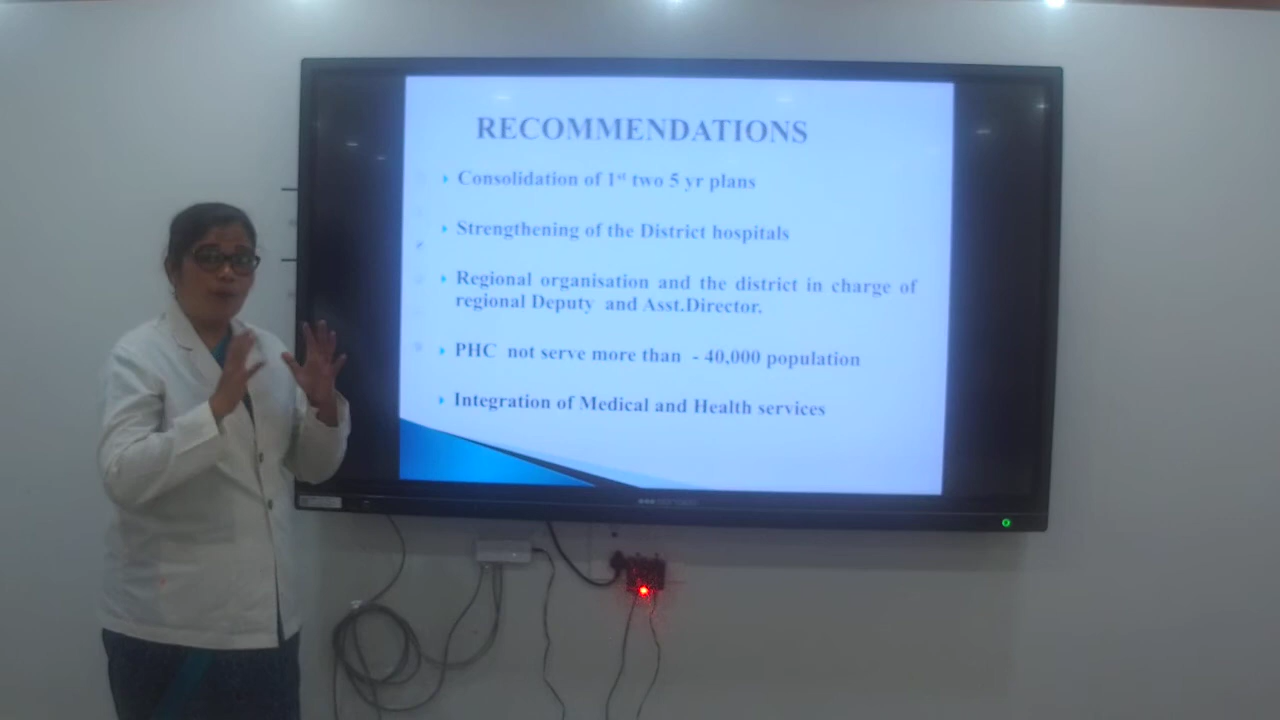 RECOMMENDATIONS
Consolidation of 1st two 5 yr plans
Strengthening of the District hospitals
Regional organisation and the district in charge of
regional Deputy and Asst.Director.
PHC not serve more than - 40,000 population
Integration of Medical and Health services